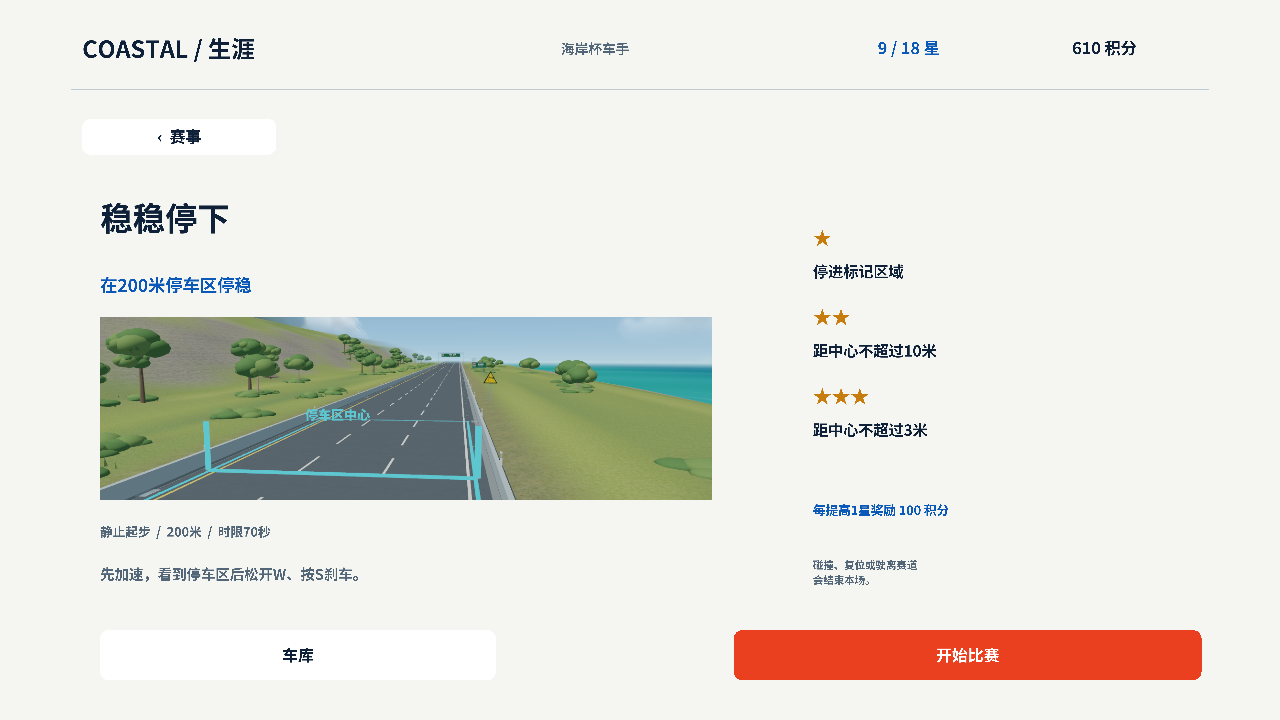 COASTAL / 生涯
海岸杯车手
9 / 18 星
610 积分
‹ 赛事
稳稳停下
在200米停车区停稳
停车区中心
静止起步 / 200米 / 时限70秒
先加速，看到停车区后松开W、按S刹车。
★
停进标记区域
★★
距中心不超过10米
★★★
距中心不超过3米
每提高1星奖励 100 积分
碰撞、复位或驶离赛道
会结束本场。
车库
开始比赛